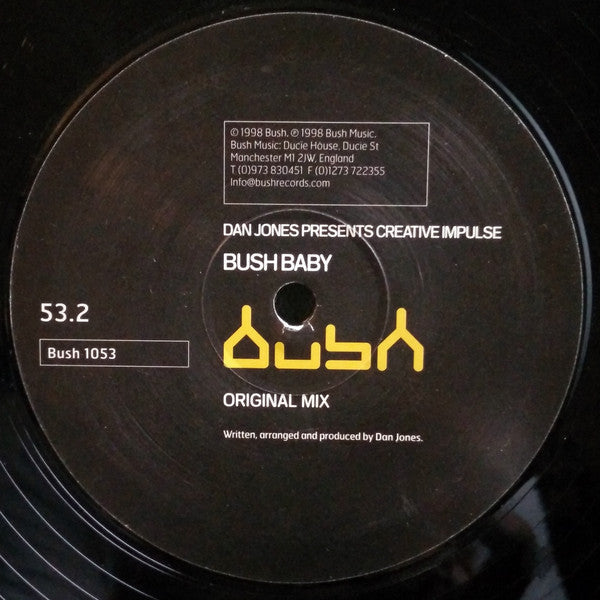 © 1998 Bush. ℗ 1998 Bush Music.
Bush Music: Ducie House, Ducie St
Manchester M1 2JW, England
T (0)973 830451 F (0)1273 722355
Info@bushrecords.com
DAN JONES PRESENTS CREATIVE IMPULSE
BUSH BABY
53.2
Bush 1053
bush
ORIGINAL MIX
Written, arranged and produced by Dan Jones.